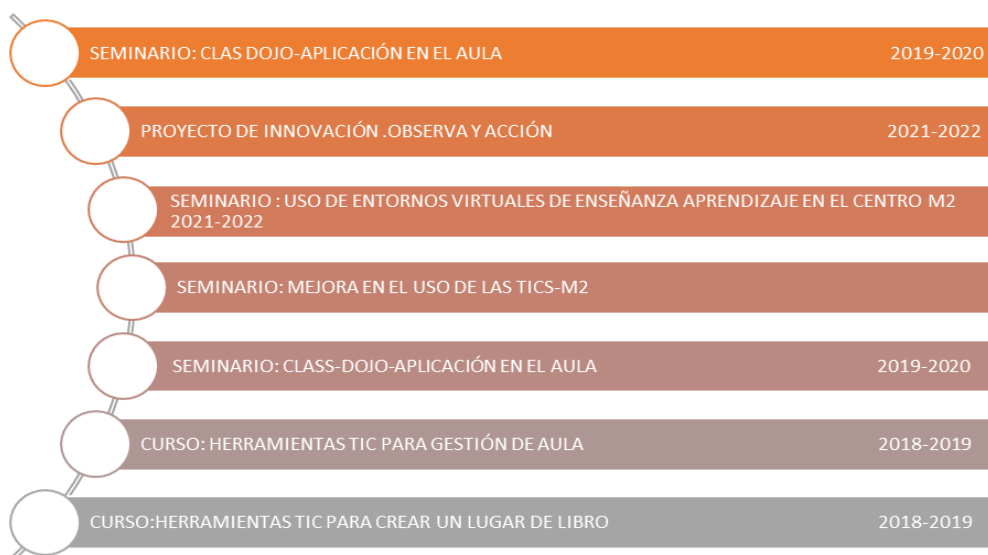 SEMINARIO: CLAS DOJO-APLICACIÓN EN EL AULA 2019-2020
PROYECTO DE INNOVACIÓN .OBSERVA Y ACCIÓN 2021-2022
SEMINARIO : USO DE ENTORNOS VIRTUALES DE ENSEÑANZA APRENDIZAJE EN EL CENTRO M2
2021-2022
SEMINARIO: MEJORA EN EL USO DE LAS TICS-M2
SEMINARIO: CLASS-DOJO-APLICACIÓN EN EL AULA 2019-2020
CURSO: HERRAMIENTAS TIC PARA GESTIÓN DE AULA 2018-2019
CURSO:HERRAMIENTAS TIC PARA CREAR UN LUGAR DE LIBRO 2018-2019